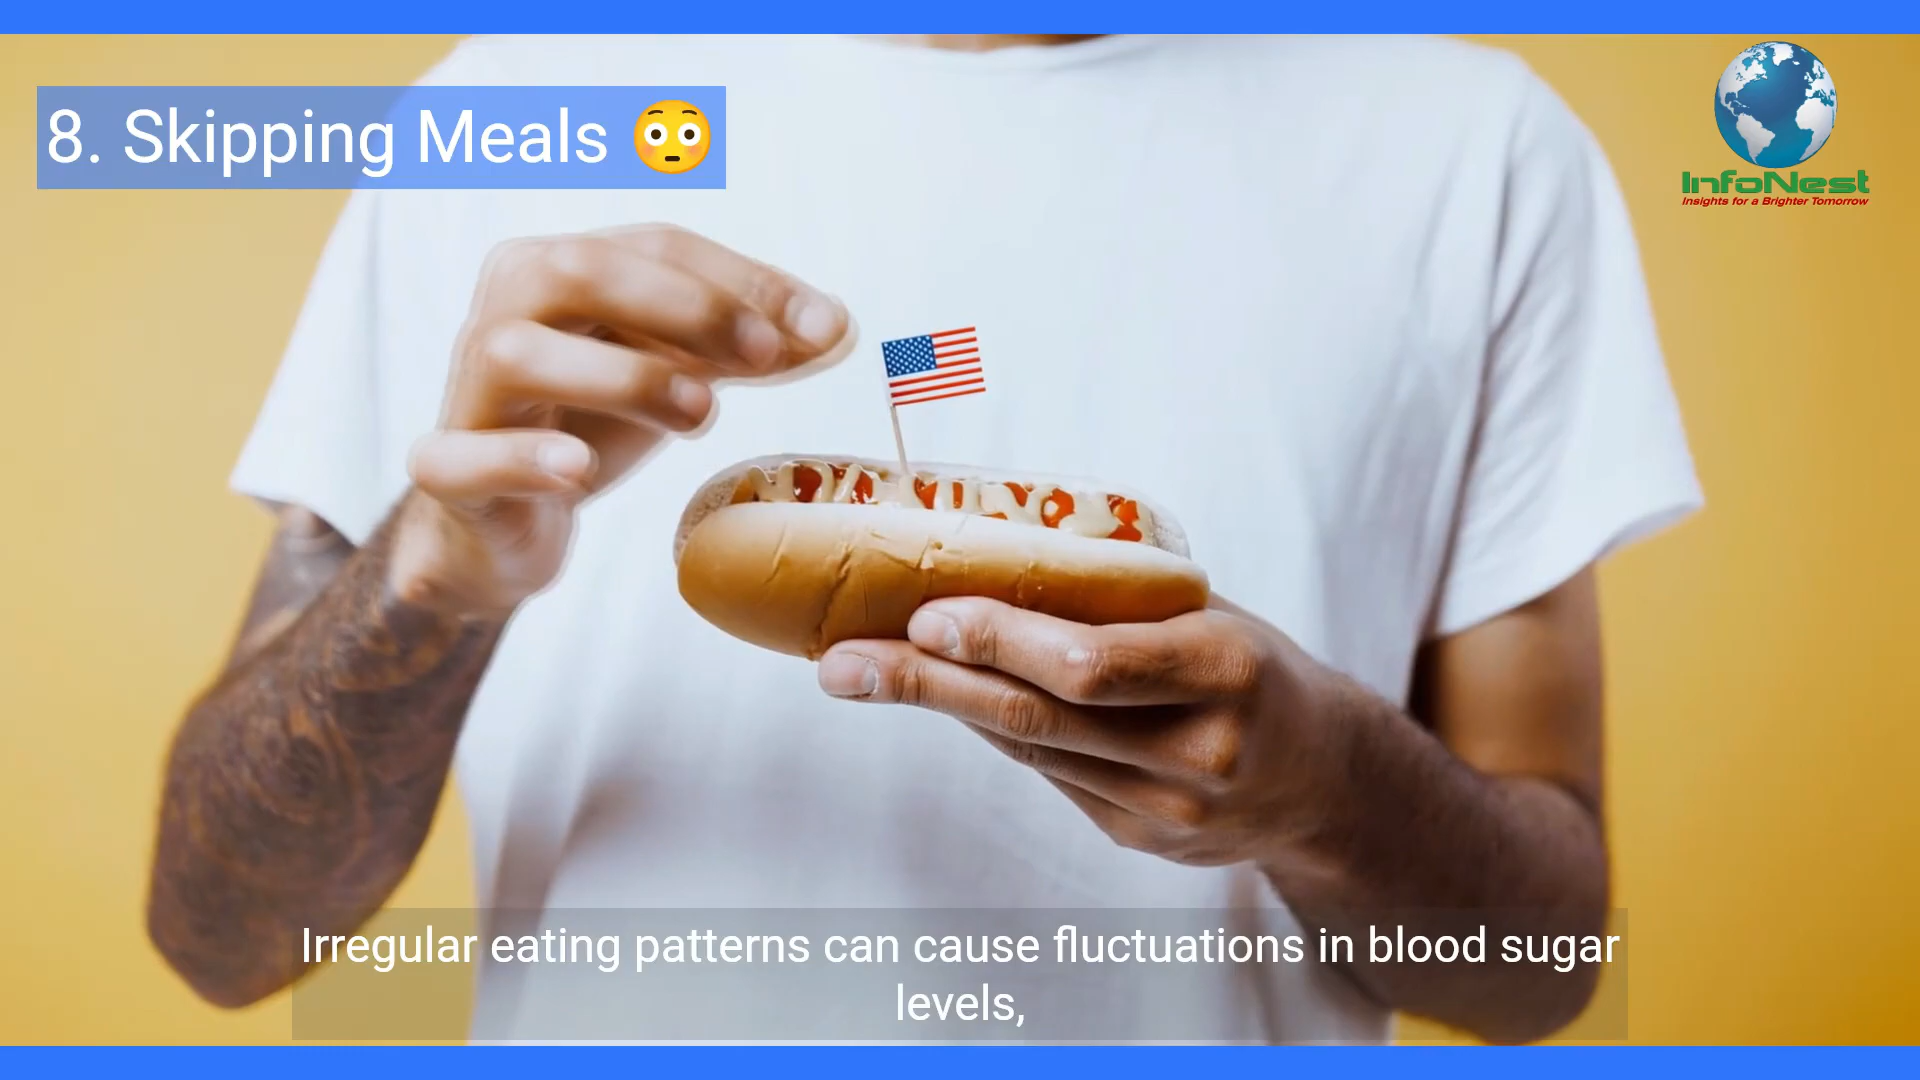 8. Skipping Meals 😳
InfoNest
Insights for a Brighter Tomorrow
Irregular eating patterns can cause fluctuations in blood sugar
levels,